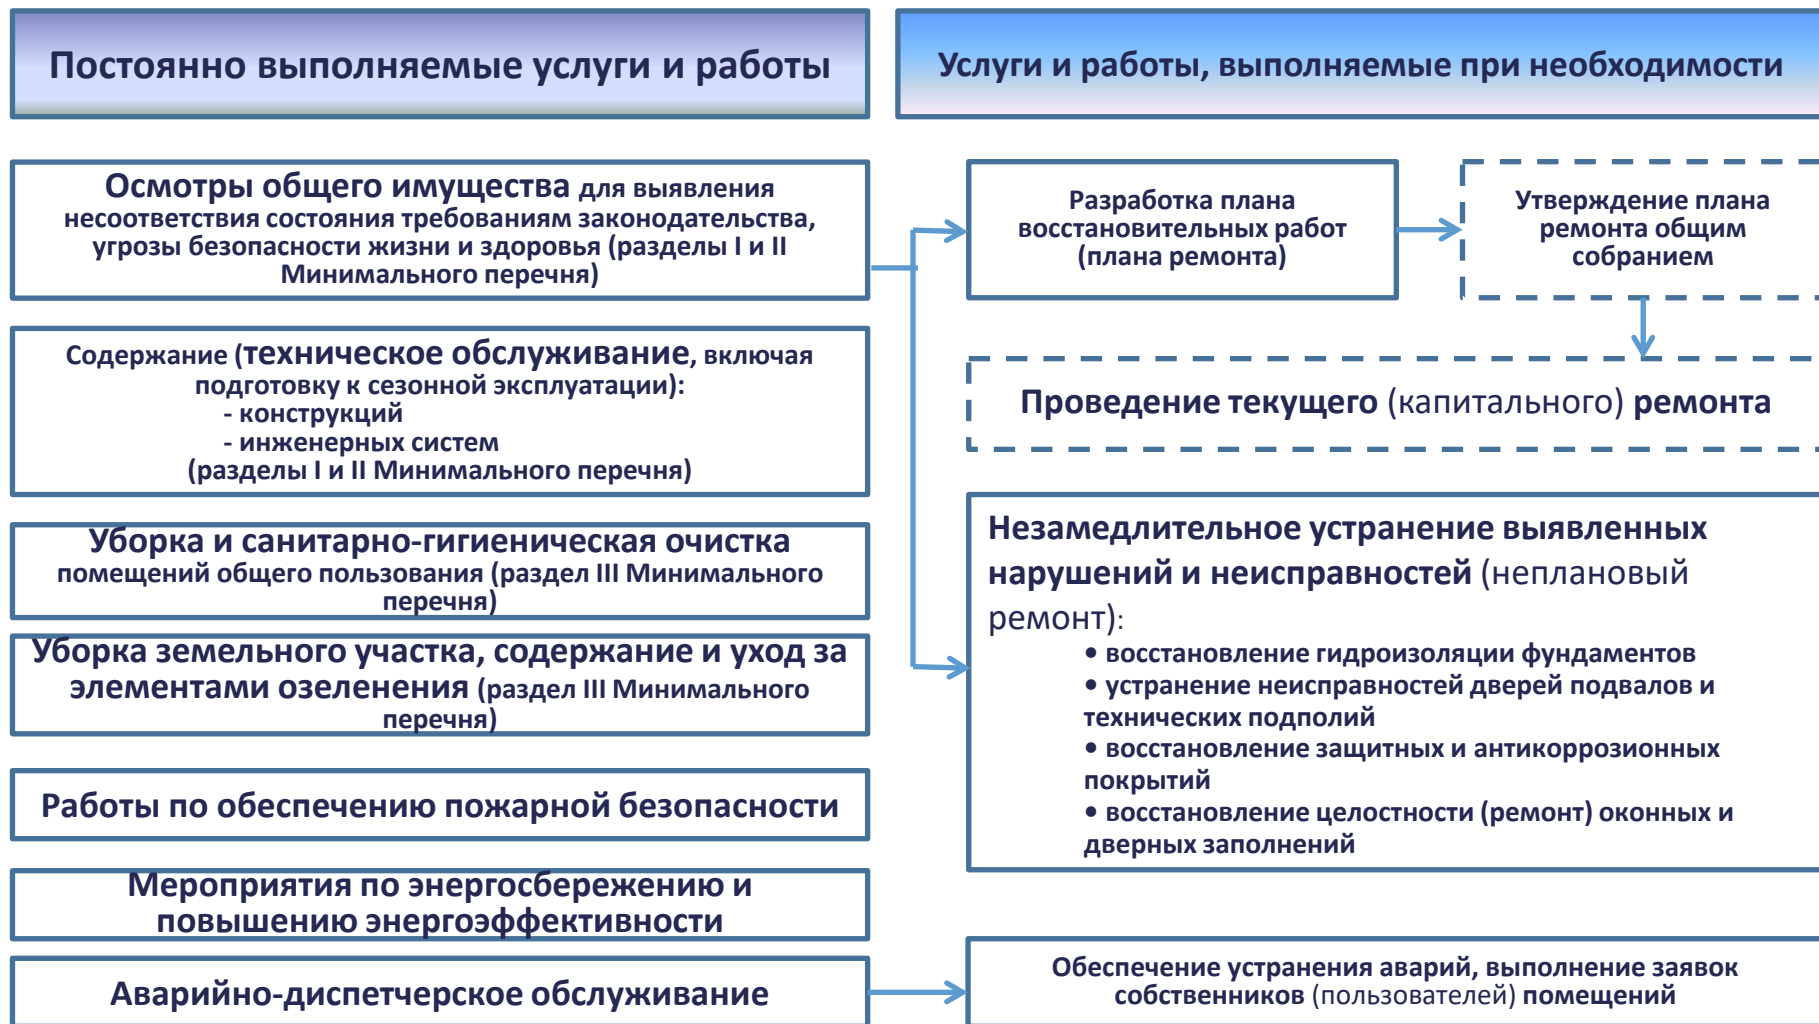 Постоянно выполняемые услуги и работы
Услуги и работы, выполняемые при необходимости
Осмотры общего имущества для выявления
несоответствия состояния требованиям законодательства,
угрозы безопасности жизни и здоровья (разделы I и II
Минимального перечня)
Содержание (техническое обслуживание, включая
подготовку к сезонной эксплуатации):
- конструкций
- инженерных систем
(разделы I и II Минимального перечня)
Уборка и санитарно-гигиеническая очистка
помещений общего пользования (раздел III Минимального
перечня)
Уборка земельного участка, содержание и уход за
элементами озеленения (раздел III Минимального
перечня)
Работы по обеспечению пожарной безопасности
Мероприятия по энергосбережению и
повышению энергоэффективности
Аварийно-диспетчерское обслуживание
Разработка плана
восстановительных работ
(плана ремонта)
Утверждение плана
ремонта общим
собранием
Проведение текущего (капитального) ремонта
Незамедлительное устранение выявленных
нарушений и неисправностей (неплановый
ремонт):
• восстановление гидроизоляции фундаментов
• устранение неисправностей дверей подвалов и
технических подполий
• восстановление защитных и антикоррозионных
покрытий
• восстановление целостности (ремонт) оконных и
дверных заполнений
Обеспечение устранения аварий, выполнение заявок
собственников (пользователей) помещений